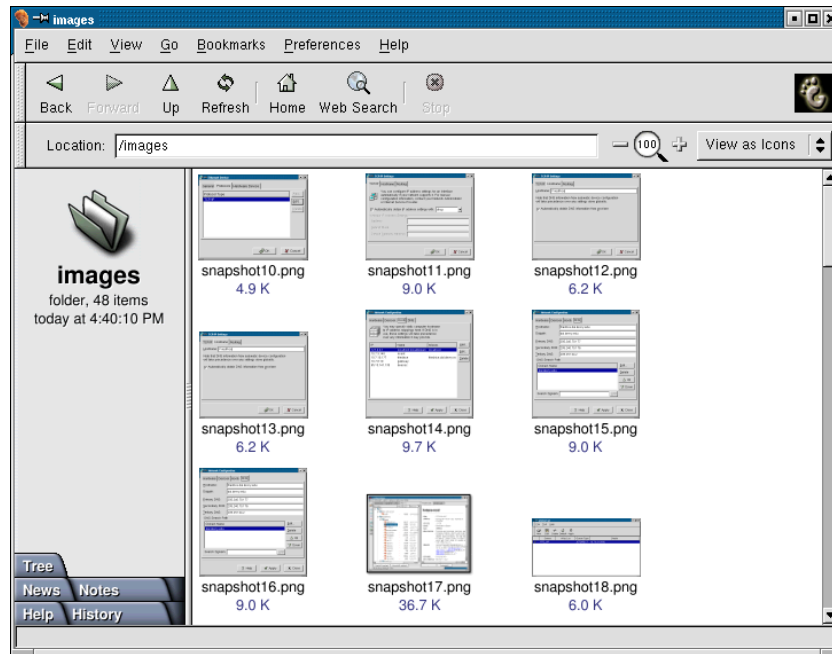 images
File Edit View Go Bookmarks Preferences Help
Back Forward Up Refresh Home Web Search Stop
Location: /images 100 View as Icons
images
folder, 48 items
today at 4:40:10 PM
snapshot10.png snapshot11.png snapshot12.png
4.9 K 9.0 K 6.2 K
snapshot13.png snapshot14.png snapshot15.png
6.2 K 9.7 K 9.0 K
snapshot16.png snapshot17.png snapshot18.png
9.0 K 36.7 K 6.0 K
Tree
News Notes
Help History